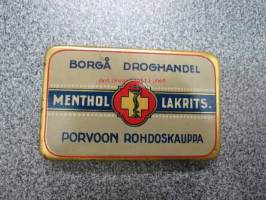 BORGÅ DROGHANDEL
MENTHOL LAKRITS.
PORVOON ROHDOSKAUPPA